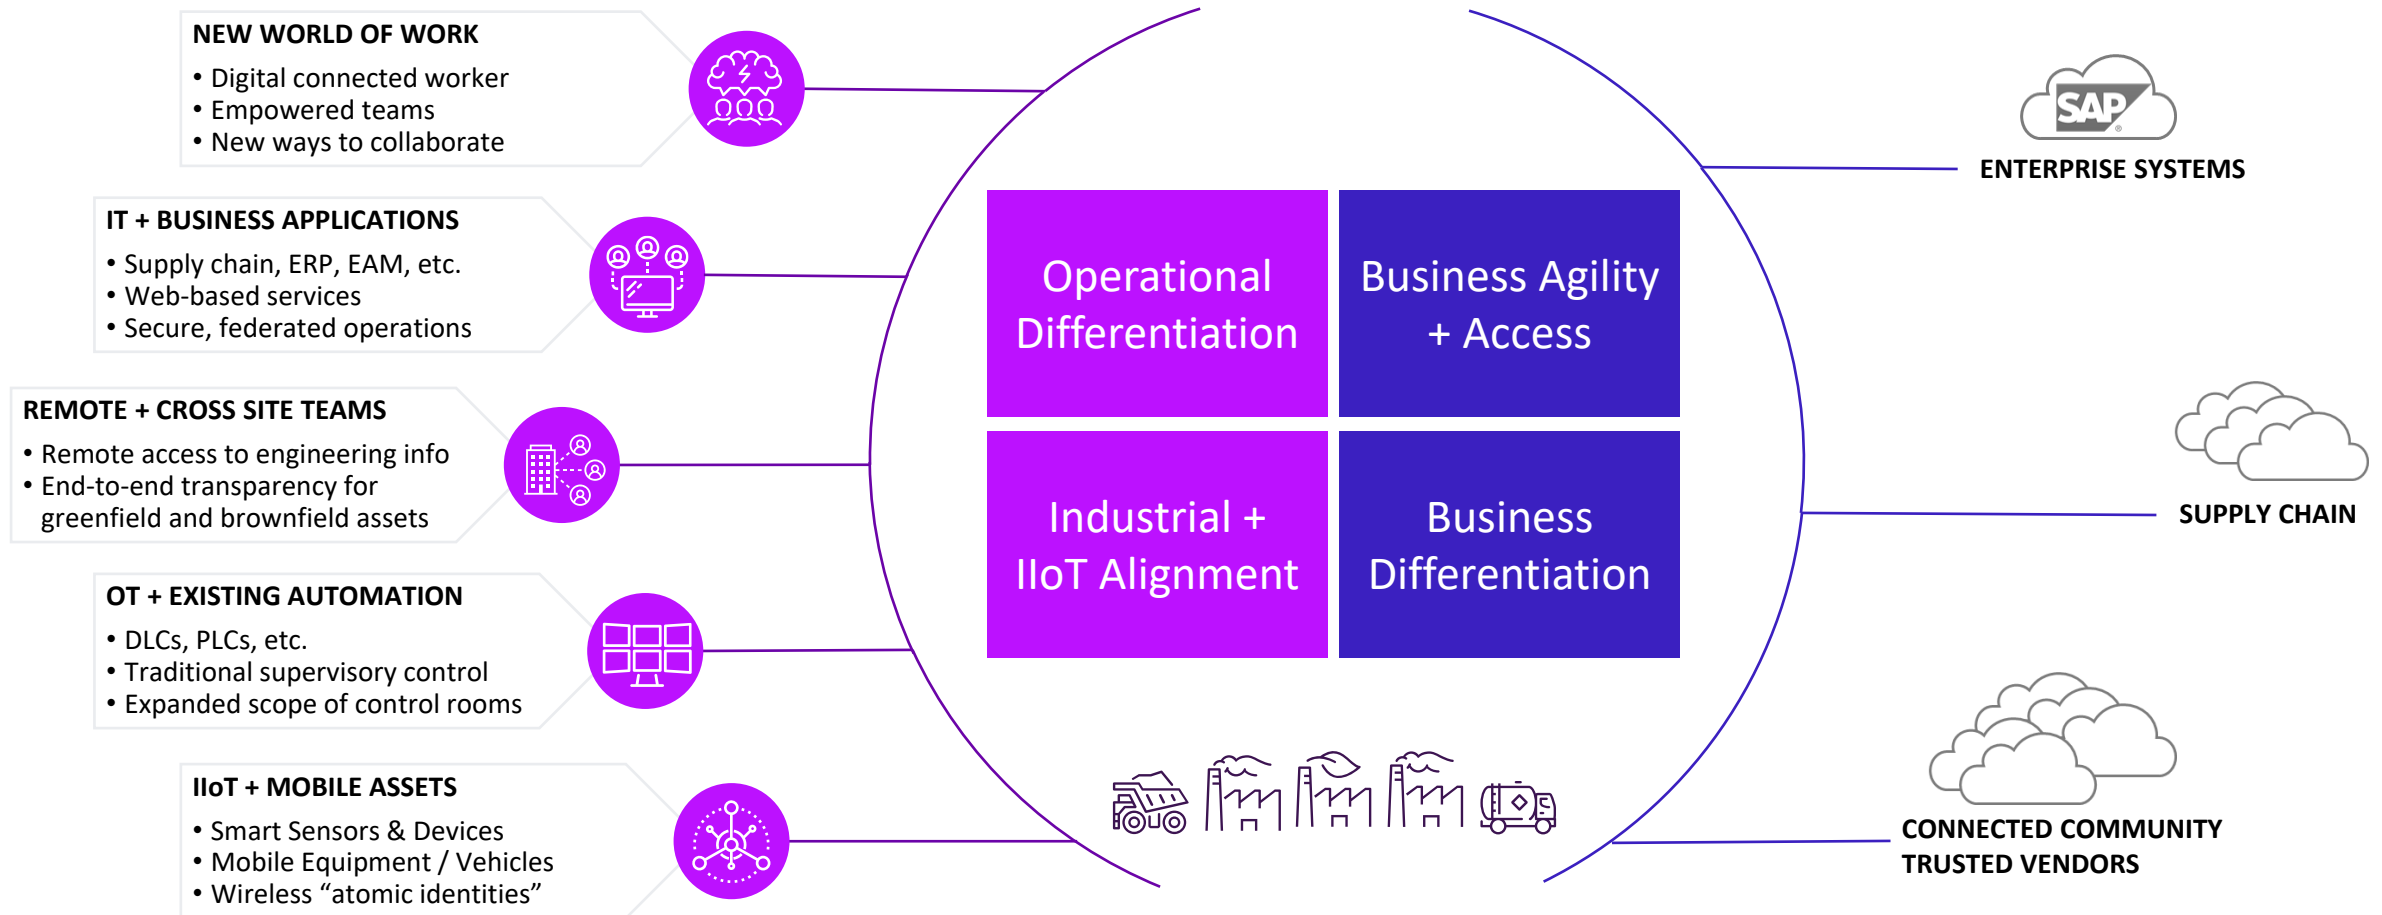 NEW WORLD OF WORK
• Digital connected worker
• Empowered teams
• New ways to collaborate
IT + BUSINESS APPLICATIONS
• Supply chain, ERP, EAM, etc.
• Web-based services
• Secure, federated operations
REMOTE + CROSS SITE TEAMS
• Remote access to engineering info
• End-to-end transparency for
greenfield and brownfield assets
OT + EXISTING AUTOMATION
• DLCs, PLCs, etc.
• Traditional supervisory control
• Expanded scope of control rooms
IIoT + MOBILE ASSETS
• Smart Sensors & Devices
• Mobile Equipment / Vehicles
• Wireless “atomic identities”
Operational
Differentiation
Business Agility
+ Access
Industrial +
IIoT Alignment
Business
Differentiation
SAP®
ENTERPRISE SYSTEMS
SUPPLY CHAIN
CONNECTED COMMUNITY
TRUSTED VENDORS